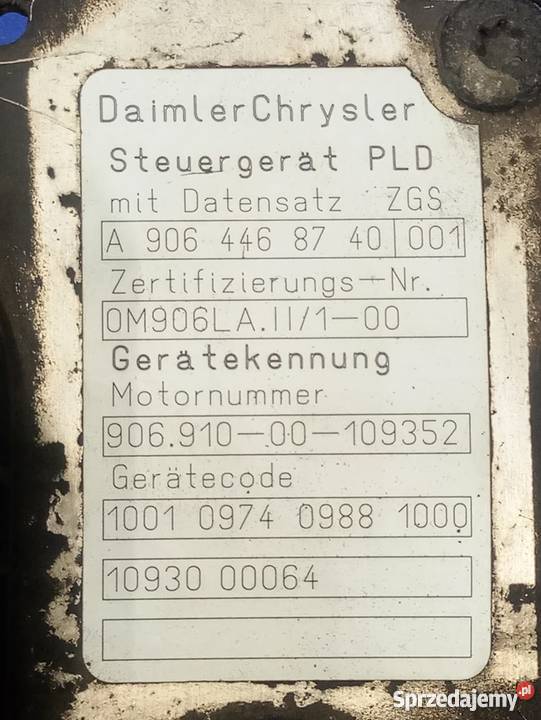 DaimlerChrysler
Steuergerät PLD
mit Datensatz ZGS
A 906 446 87 40 001
Zertifizierungs-Nr.
OM906LA.II/1-00
Gerätekennung
Motornummer
906.910-00-109352
Gerätecode
1001 0974 0988 1000
10930 00064
Sprzedajemy.pl